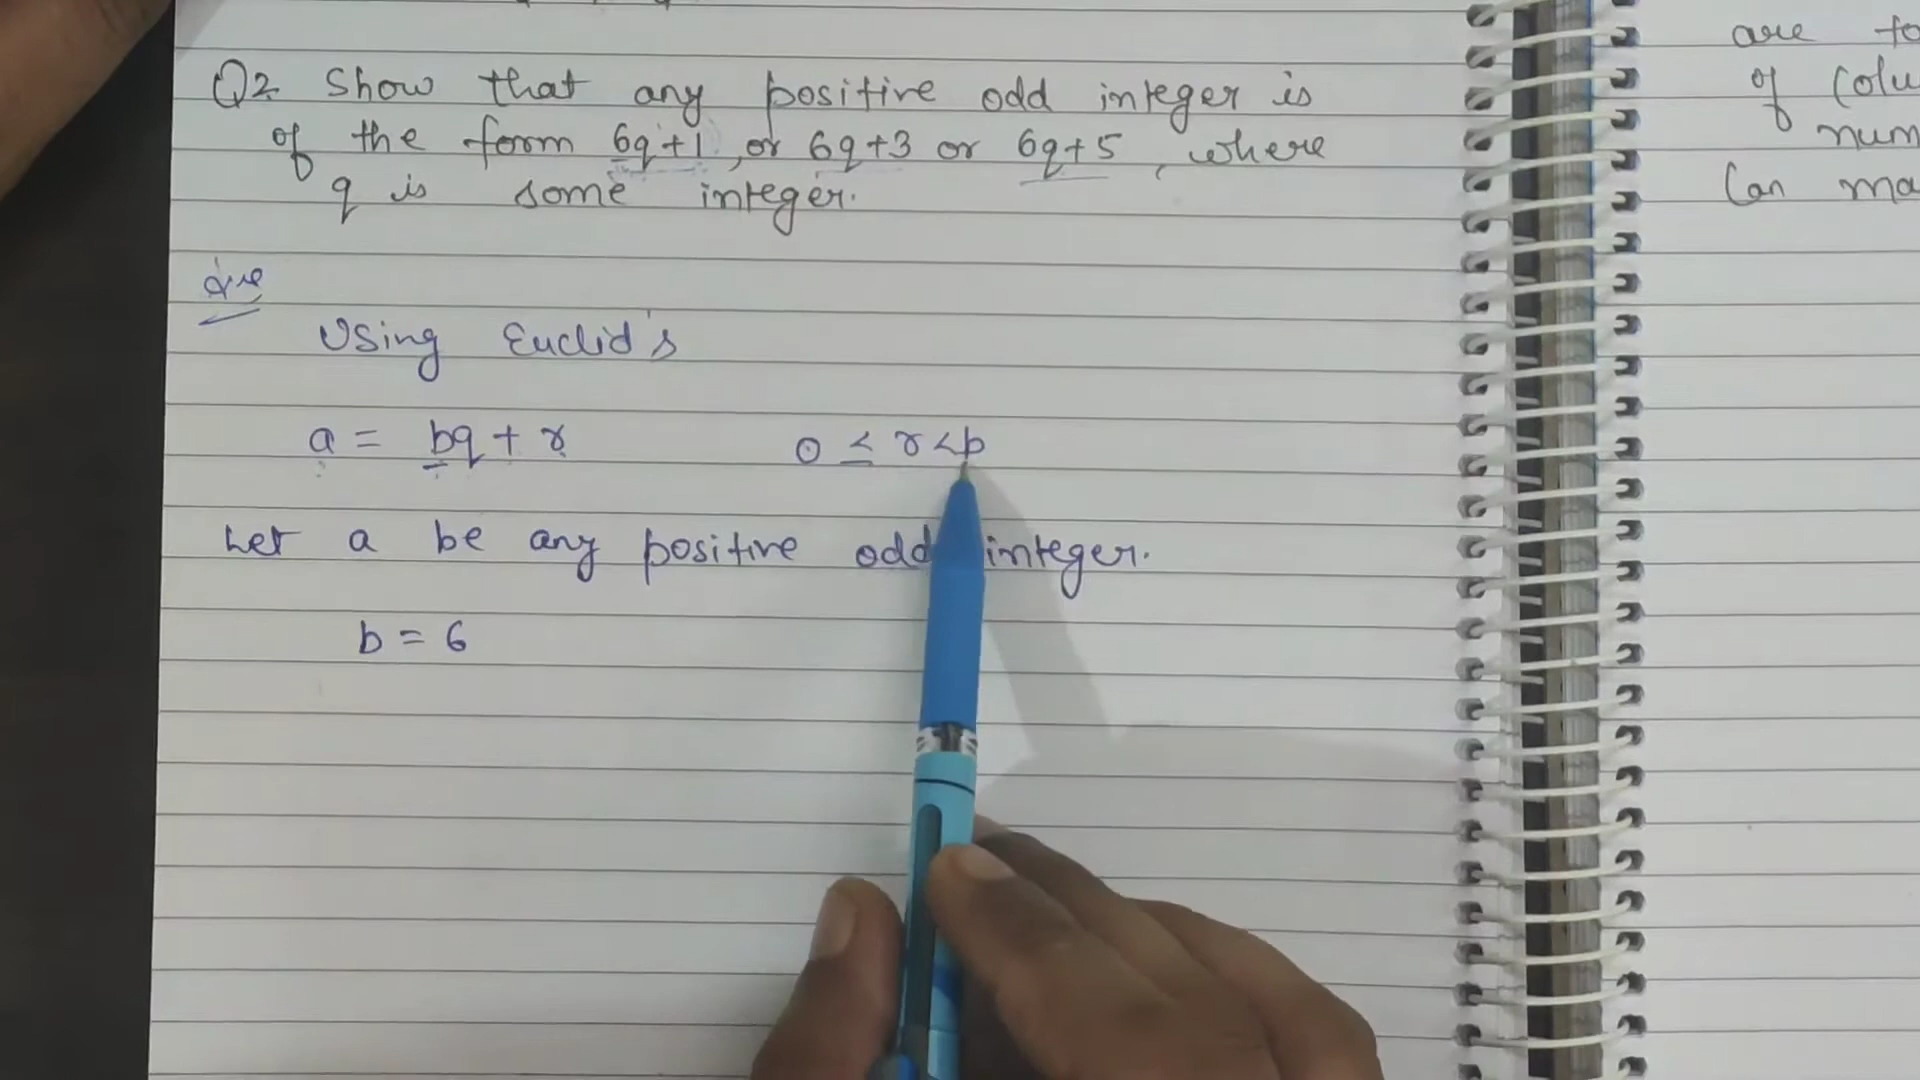 Q2 Show that any positive odd integer is
of the form 6q+1, or 6q+3 or 6q+5, where
q is some integer.
Using Euclid's
a = bq + r 0 ≤ r < b
Let a be any positive odd integer.
b = 6
are
of
num
Can